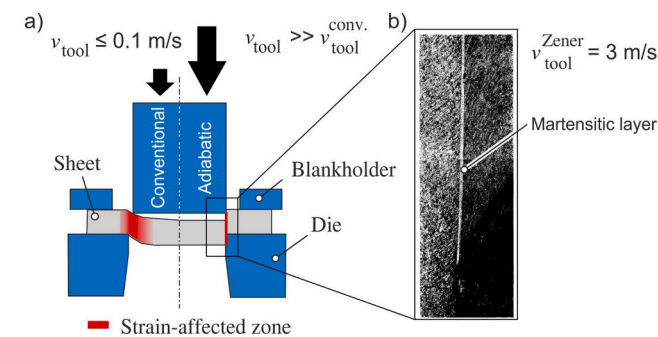 a)
v_tool ≤ 0.1 m/s
v_tool >> v_tool^conv.
b)
v_tool^Zener = 3 m/s
Martensitic layer
Conventional
Adiabatic
Sheet
Blankholder
Die
Strain-affected zone